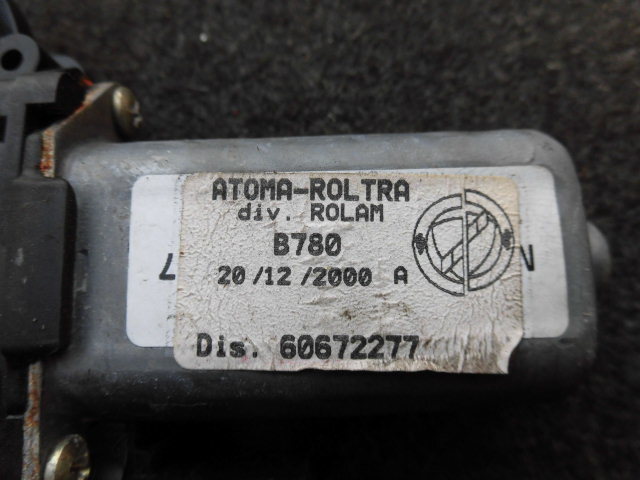 ATOMA-ROLTRA
div. ROLAM
B780
20/12/2000 A
Dis. 60672277